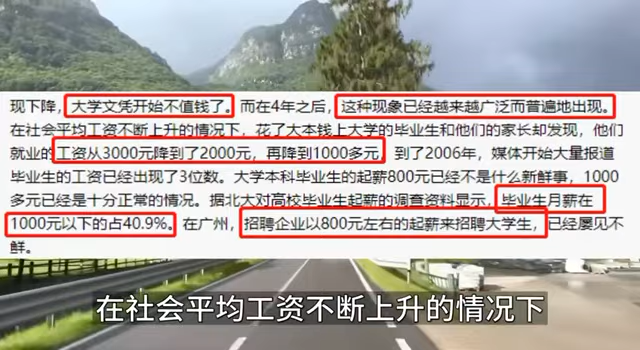 现下降，大学文凭开始不值钱了。而在4年之后，这种现象已经越来越广泛而普遍地出现。
在社会平均工资不断上升的情况下，花了大本钱上大学的毕业生和他们的家长却发现，他们
就业的工资从3000元降到了2000元，再降到1000多元，到了2006年，媒体开始大量报道
毕业生的工资已经出现了3位数。大学本科毕业生的起薪800元已经不是什么新鲜事，1000
多元已经是十分正常的情况。据北大对高校毕业生起薪的调查资料显示，毕业生月薪在
1000元以下的占40.9%。在广州，招聘企业以800元左右的起薪来招聘大学生，已经屡见不
鲜。
在社会平均工资不断上升的情况下